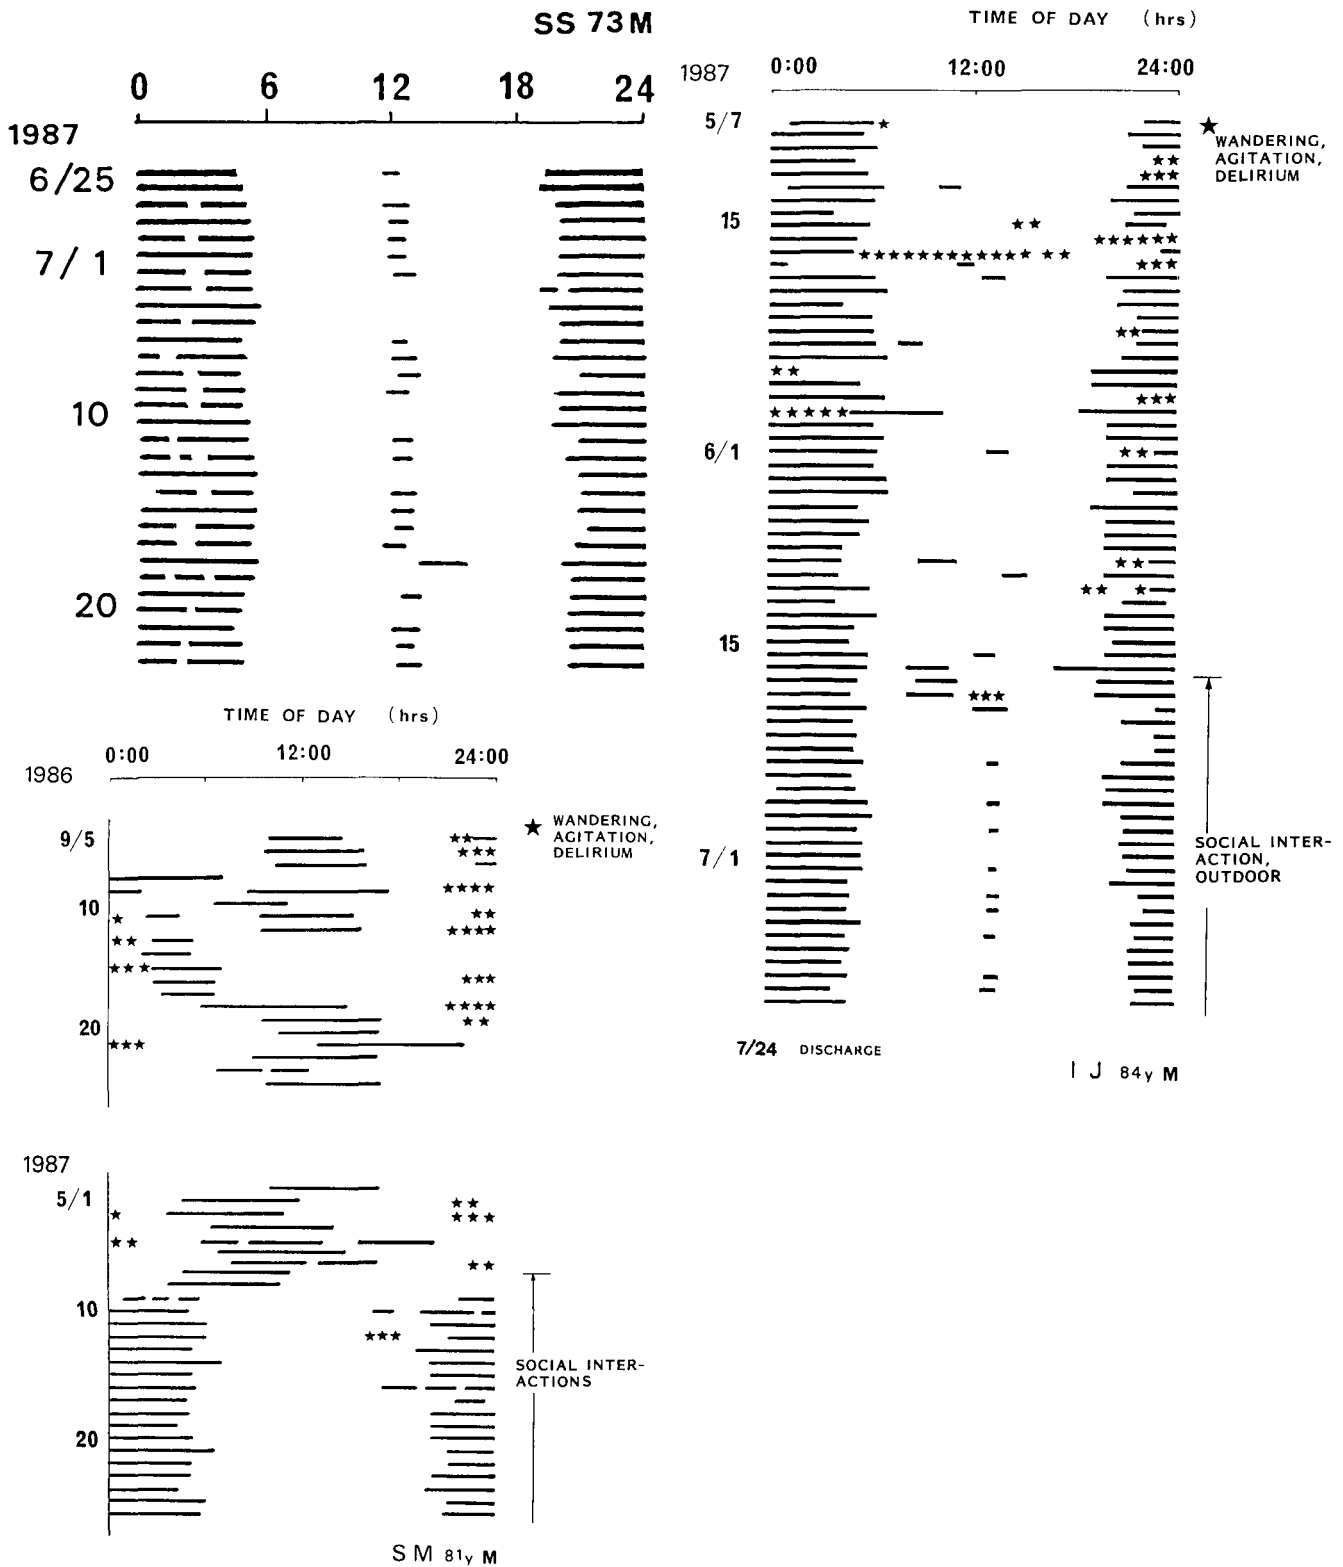 SS 73 M
0 6 12 18 24
1987
6/25
7/1
10
20
TIME OF DAY (hrs)
0:00 12:00 24:00
1986
9/5
★ WANDERING,
AGITATION,
DELIRIUM
10
20
1987
5/1
10
20
SOCIAL INTER-
ACTIONS
SM 81y M
TIME OF DAY (hrs)
1987 0:00 12:00 24:00
5/7
★ WANDERING,
AGITATION,
DELIRIUM
15
6/1
15
7/1
SOCIAL INTER-
ACTION,
OUTDOOR
7/24 DISCHARGE
IJ 84y M